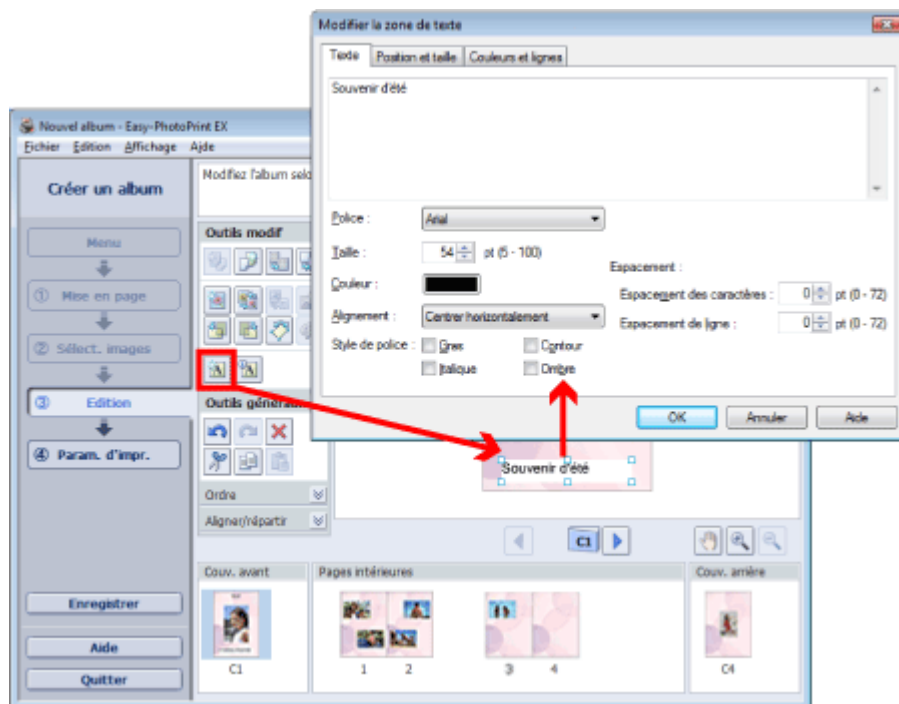 Modifier la zone de texte
Texte
Position et taille
Couleurs et lignes
Souvenir d'été
Police :
Arial
Taille :
54
pt (5 - 100)
Couleur :
Alignement :
Centrer horizontalement
Style de police :
Gras
Contour
Italique
Ombre
Espacement :
Espacement des caractères :
0
pt (0 - 72)
Espacement de ligne :
0
pt (0 - 72)
OK
Annuler
Aide
Nouvel album - Easy-PhotoPrint EX
Fichier Edition Affichage Aide
Créer un album
Menu
① Mise en page
② Sélect. images
③ Edition
④ Param. d'impr.
Enregistrer
Aide
Quitter
Modifiez l'album selo
Outils modif
Outils générau
Ordre
Aligner/répartir
Souvenir d'été
C1
Couv. avant
Pages intérieures
Couv. arrière
C1
1
2
3
4
C4